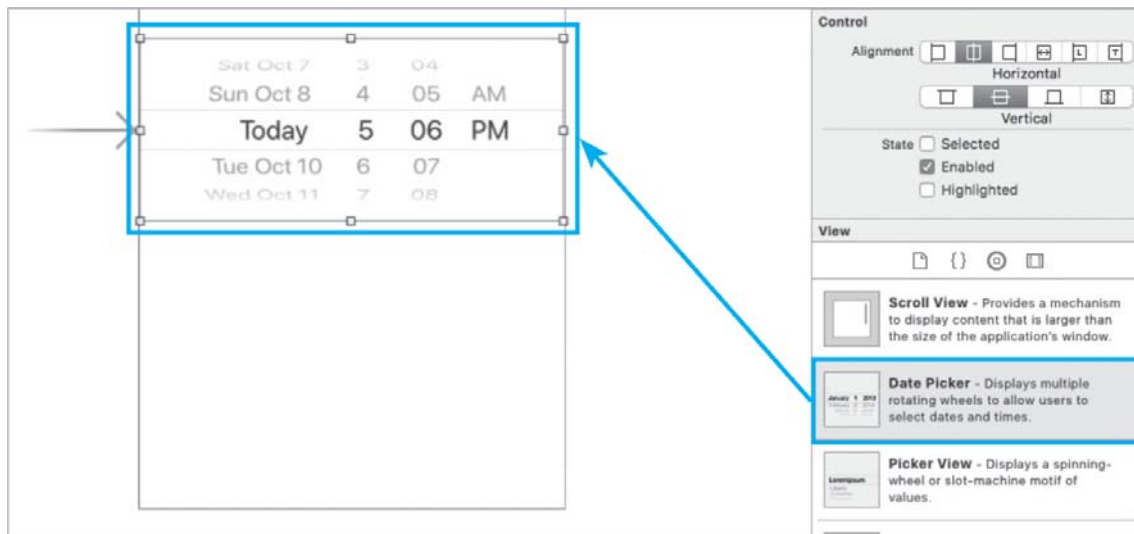 Sat Oct 7 3 04
Sun Oct 8 4 05 AM
Today 5 06 PM
Tue Oct 10 6 07
Wed Oct 11 7 08
Control
Alignment
Horizontal
Vertical
State Selected
Enabled
Highlighted
View
{}
Scroll View - Provides a mechanism
to display content that is larger than
the size of the application's window.
Date Picker - Displays multiple
rotating wheels to allow users to
select dates and times.
Picker View - Displays a spinning-
wheel or slot-machine motif of
values.